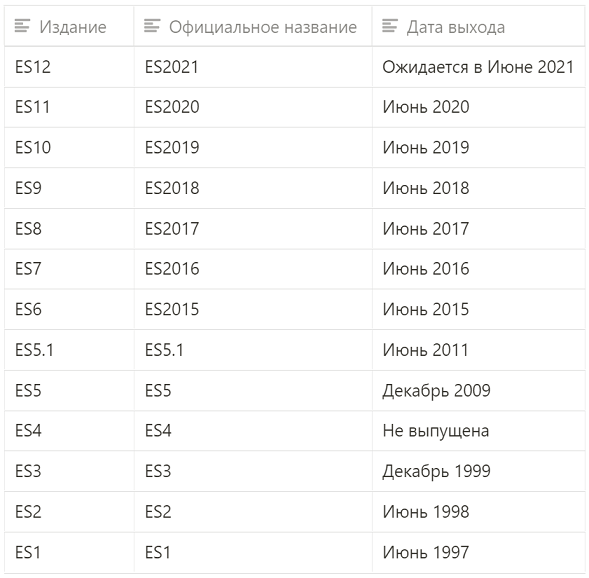 Издание Официальное название Дата выхода
ES12 ES2021 Ожидается в Июне 2021
ES11 ES2020 Июнь 2020
ES10 ES2019 Июнь 2019
ES9 ES2018 Июнь 2018
ES8 ES2017 Июнь 2017
ES7 ES2016 Июнь 2016
ES6 ES2015 Июнь 2015
ES5.1 ES5.1 Июнь 2011
ES5 ES5 Декабрь 2009
ES4 ES4 Не выпущена
ES3 ES3 Декабрь 1999
ES2 ES2 Июнь 1998
ES1 ES1 Июнь 1997